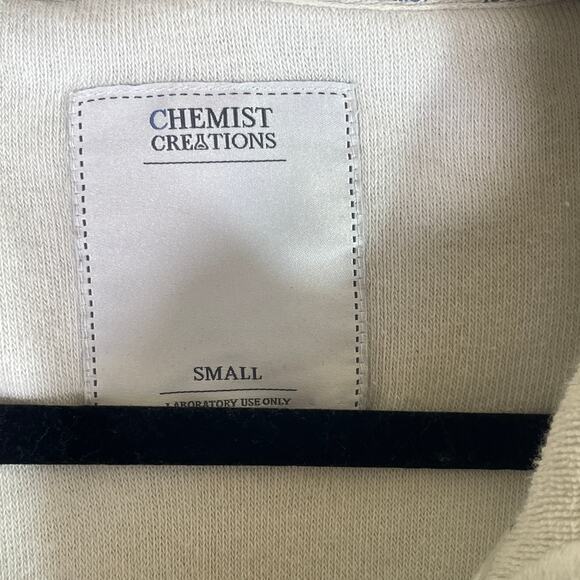 CHEMIST
CREATIONS
SMALL
LABORATORY USE ONLY